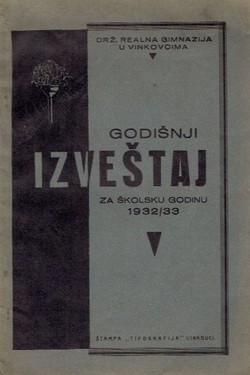 DRŽ. REALNA GIMNAZIJA
U VINKOVCIMA
GODIŠNJI
IZVEŠTAJ
ZA ŠKOLSKU GODINU
1932/33
ŠTAMPA „TIPOGRAFIJA" VINKOVCI.